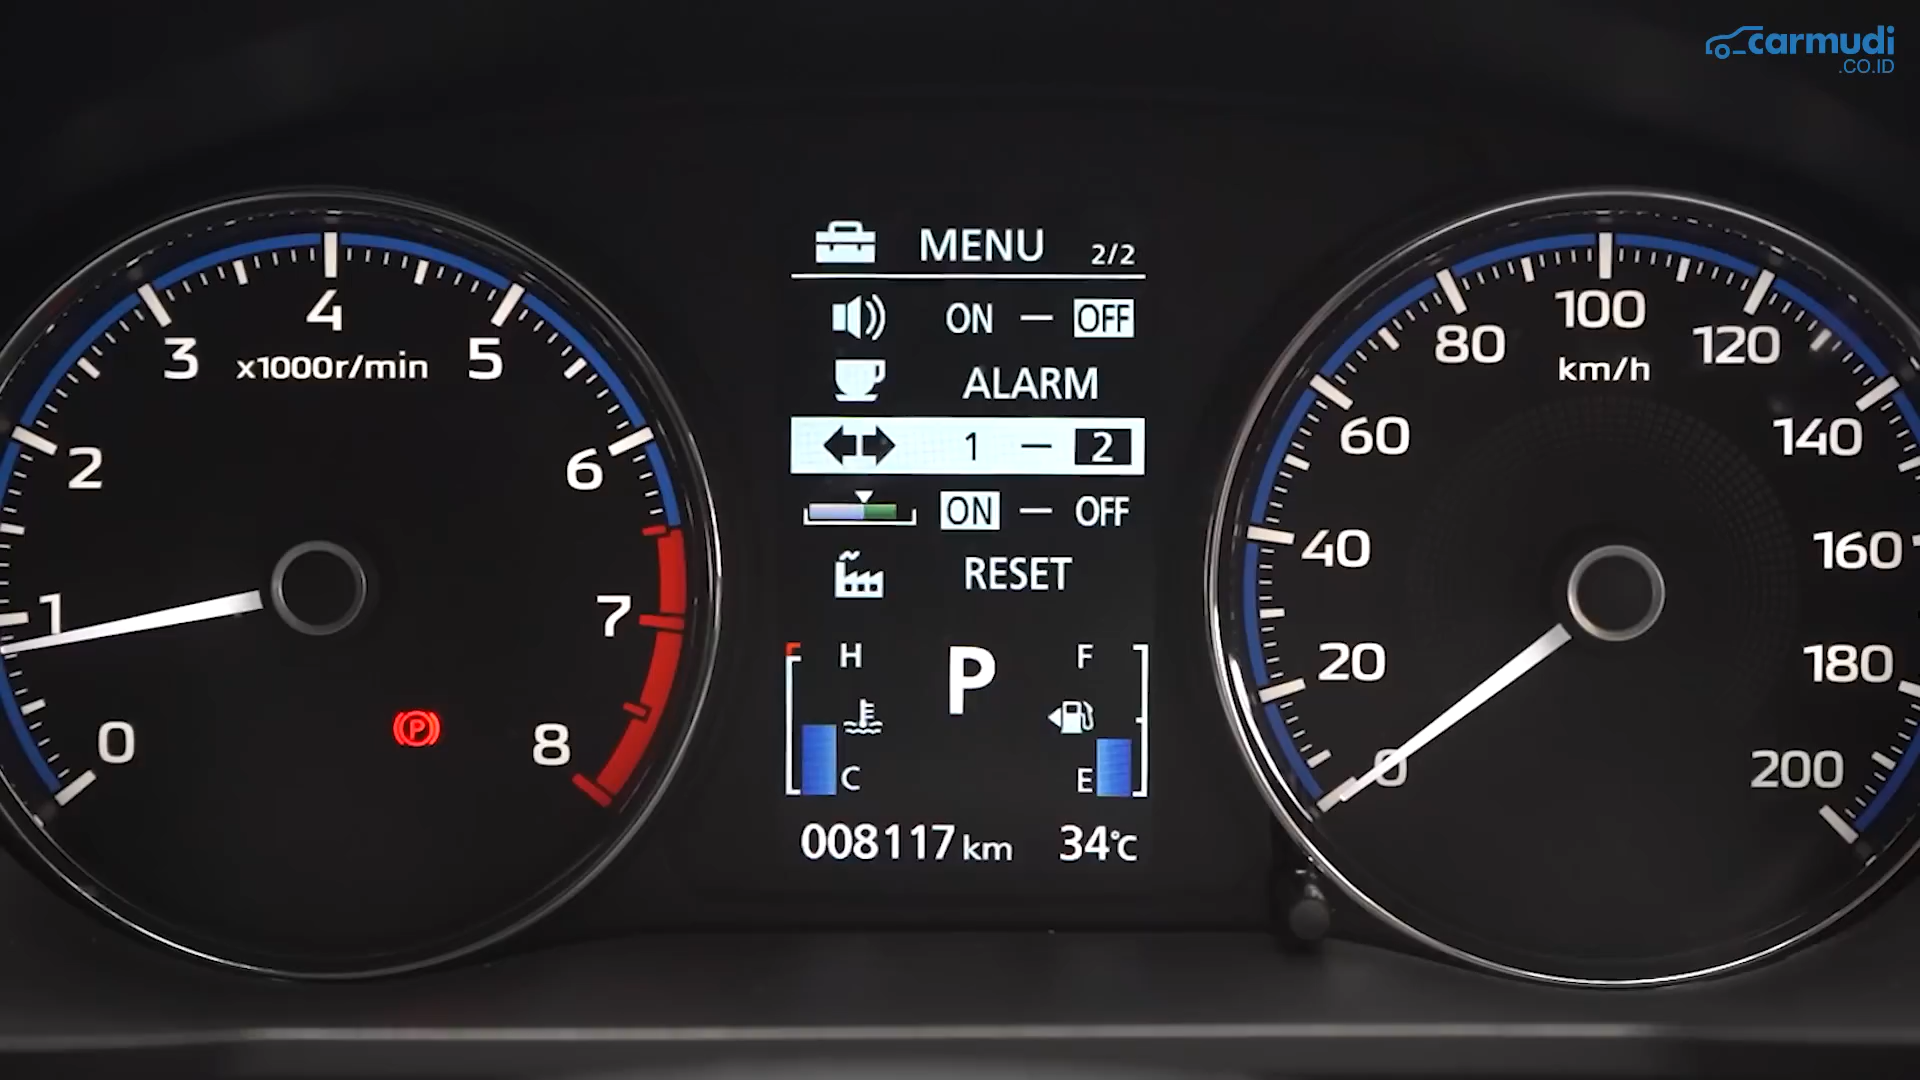 carmudi
.CO.ID
MENU 2/2
ON — OFF
ALARM
1 — 2
ON — OFF
RESET
H
C
P
F
E
008117 km 34°C
0
1
2
3
4
5
6
7
8
x1000r/min
P
0
20
40
60
80
100
120
140
160
180
200
km/h